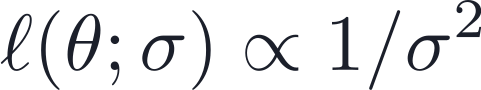 ℓ(θ; σ) ∝ 1/σ²